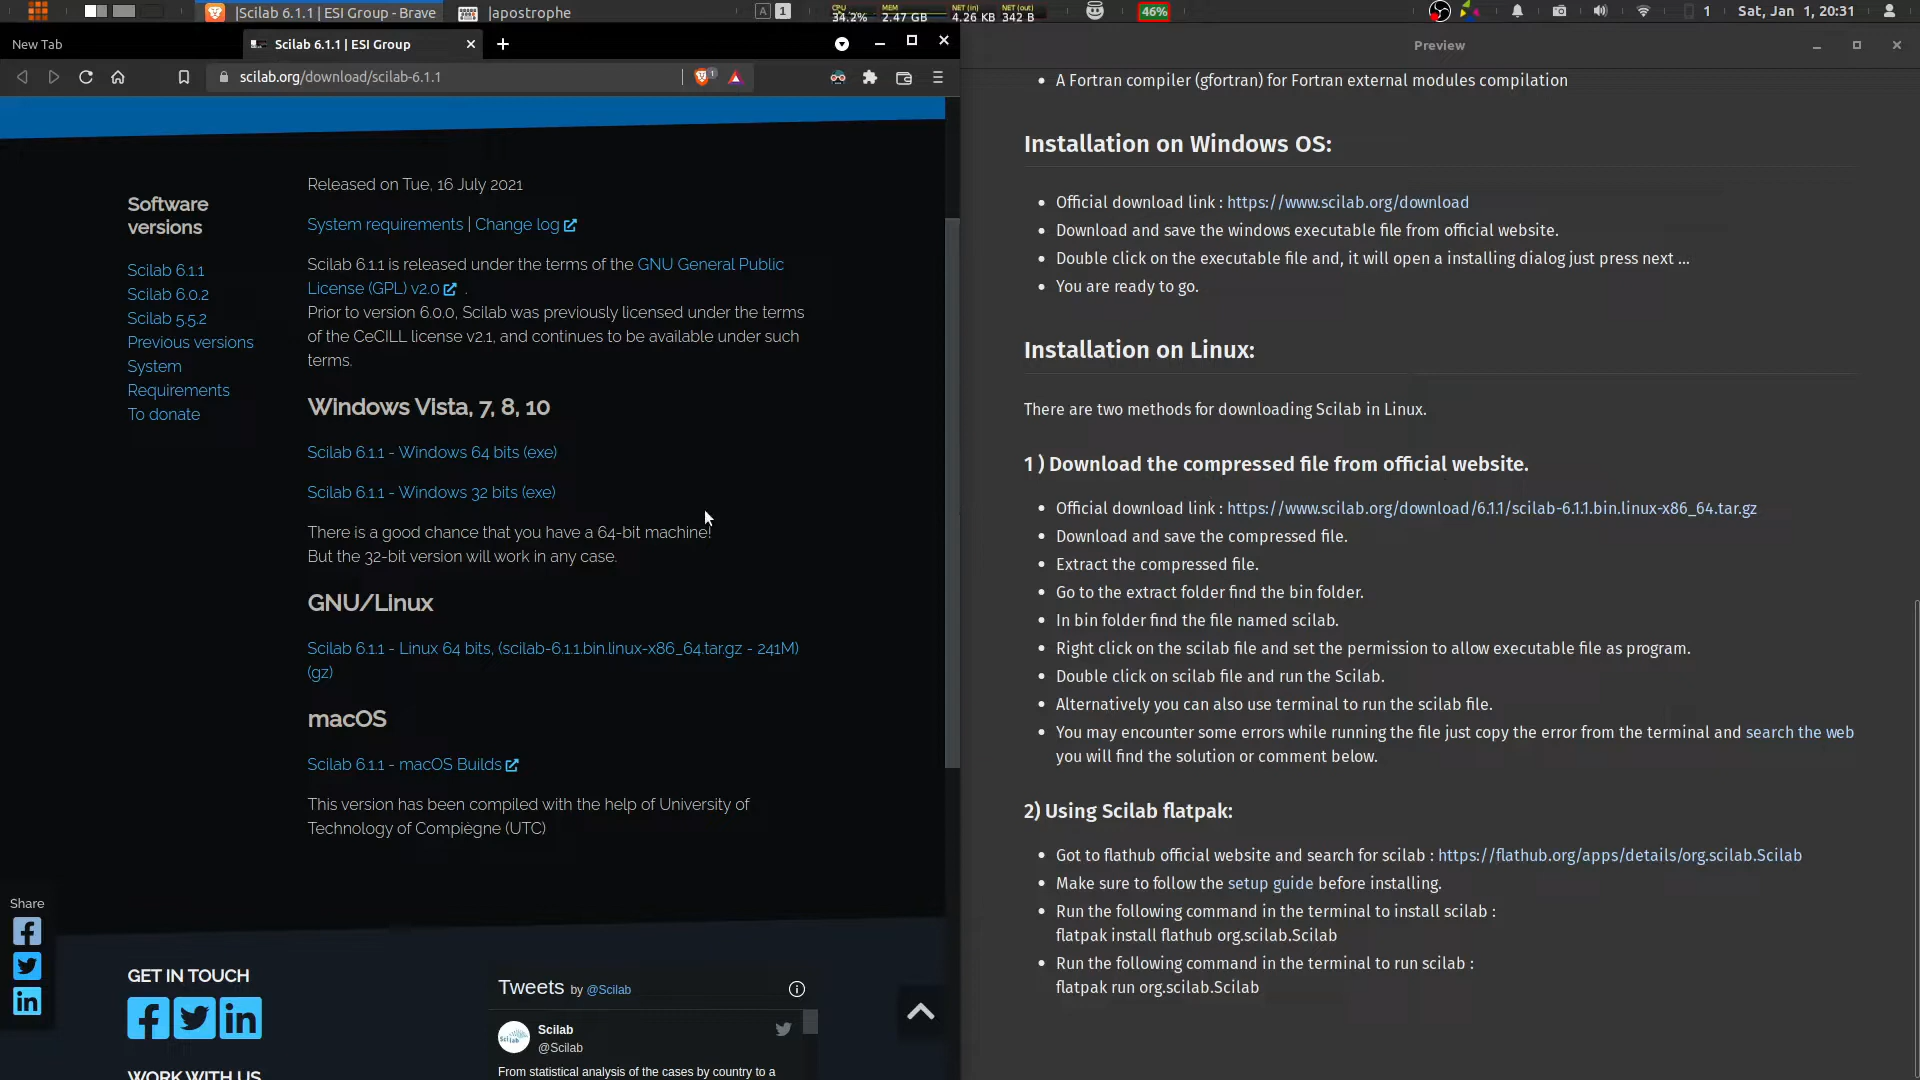 |Scilab 6.1.1 | ESI Group - Brave
|apostrophe
A 1
CPU
34.2%
MEM
2.47 GB
NET (in)
4.26 KB
NET (out)
342 B
46%
1
Sat, Jan 1, 20:31
New Tab
Scilab 6.1.1 | ESI Group
scilab.org/download/scilab-6.1.1
1
Released on Tue, 16 July 2021
System requirements | Change log
Software
versions
Scilab 6.1.1
Scilab 6.0.2
Scilab 5.5.2
Previous versions
System
Requirements
To donate
Scilab 6.1.1 is released under the terms of the GNU General Public
License (GPL) v2.0 .
Prior to version 6.0.0, Scilab was previously licensed under the terms
of the CeCILL license v2.1, and continues to be available under such
terms.
Windows Vista, 7, 8, 10
Scilab 6.1.1 - Windows 64 bits (exe)
Scilab 6.1.1 - Windows 32 bits (exe)
There is a good chance that you have a 64-bit machine!
But the 32-bit version will work in any case.
GNU/Linux
Scilab 6.1.1 - Linux 64 bits, (scilab-6.1.1.bin.linux-x86_64.tar.gz - 241M)
(gz)
macOS
Scilab 6.1.1 - macOS Builds
This version has been compiled with the help of University of
Technology of Compiègne (UTC)
Share
GET IN TOUCH
WORK WITH US
Tweets by @Scilab
Scilab
@Scilab
From statistical analysis of the cases by country to a
Preview
• A Fortran compiler (gfortran) for Fortran external modules compilation
Installation on Windows OS:
• Official download link : https://www.scilab.org/download
• Download and save the windows executable file from official website.
• Double click on the executable file and, it will open a installing dialog just press next ...
• You are ready to go.
Installation on Linux:
There are two methods for downloading Scilab in Linux.
1 ) Download the compressed file from official website.
• Official download link : https://www.scilab.org/download/6.1.1/scilab-6.1.1.bin.linux-x86_64.tar.gz
• Download and save the compressed file.
• Extract the compressed file.
• Go to the extract folder find the bin folder.
• In bin folder find the file named scilab.
• Right click on the scilab file and set the permission to allow executable file as program.
• Double click on scilab file and run the Scilab.
• Alternatively you can also use terminal to run the scilab file.
• You may encounter some errors while running the file just copy the error from the terminal and search the web
you will find the solution or comment below.
2) Using Scilab flatpak:
• Got to flathub official website and search for scilab : https://flathub.org/apps/details/org.scilab.Scilab
• Make sure to follow the setup guide before installing.
• Run the following command in the terminal to install scilab :
flatpak install flathub org.scilab.Scilab
• Run the following command in the terminal to run scilab :
flatpak run org.scilab.Scilab